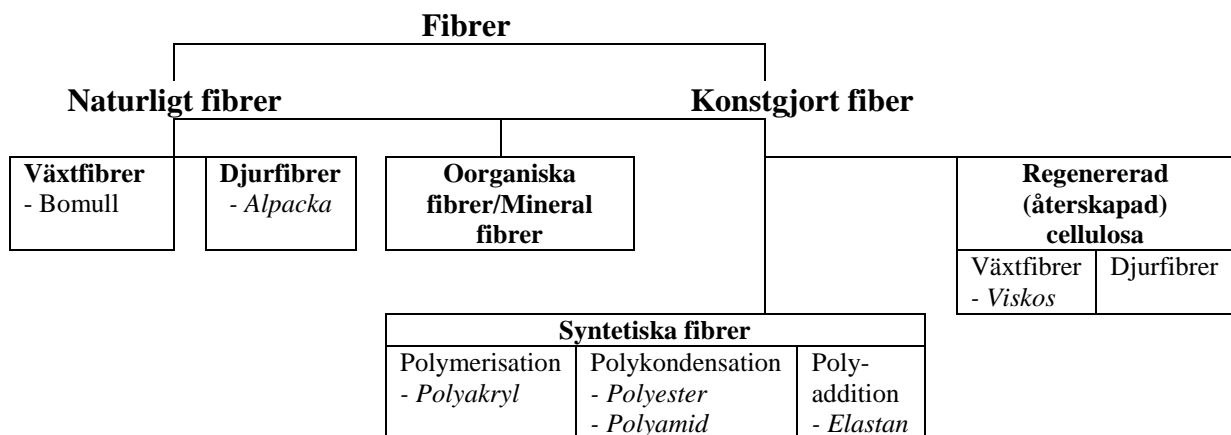 Fibrer
Naturligt fibrer
Konstgjort fiber
Växtfibrer
- Bomull
Djurfibrer
- Alpacka
Oorganiska
fibrer/Mineral
fibrer
Regenererad
(återskapad)
cellulosa
Växtfibrer
- Viskos
Djurfibrer
Syntetiska fibrer
Polymerisation
- Polyakryl
Polykondensation
- Polyester
- Polyamid
Poly-
addition
- Elastan